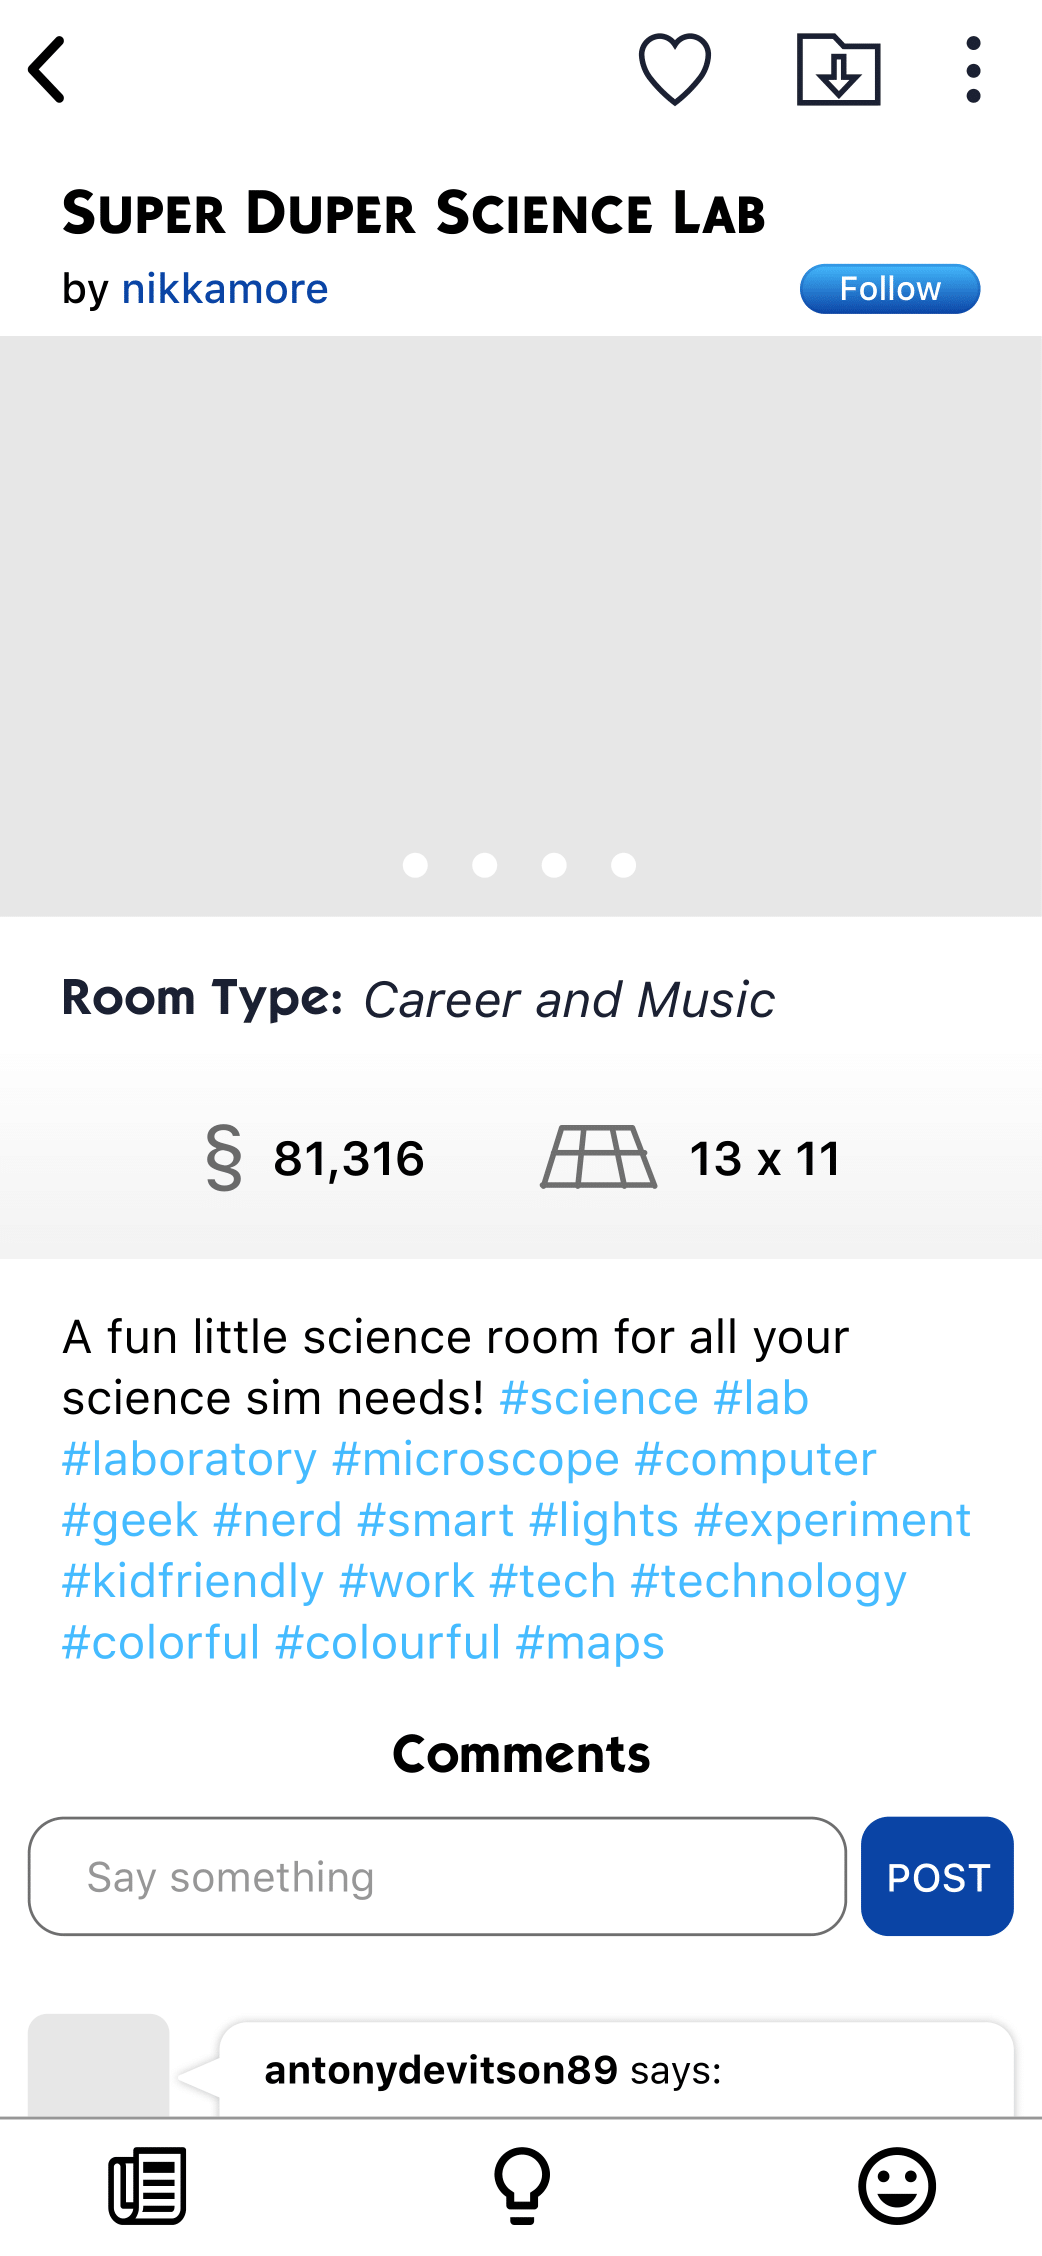 Super Duper Science Lab
by nikkamore
Follow
Room Type: Career and Music
§ 81,316
13 x 11
A fun little science room for all your
science sim needs! #science #lab
#laboratory #microscope #computer
#geek #nerd #smart #lights #experiment
#kidfriendly #work #tech #technology
#colorful #colourful #maps
Comments
Say something
POST
antonydevitson89 says: